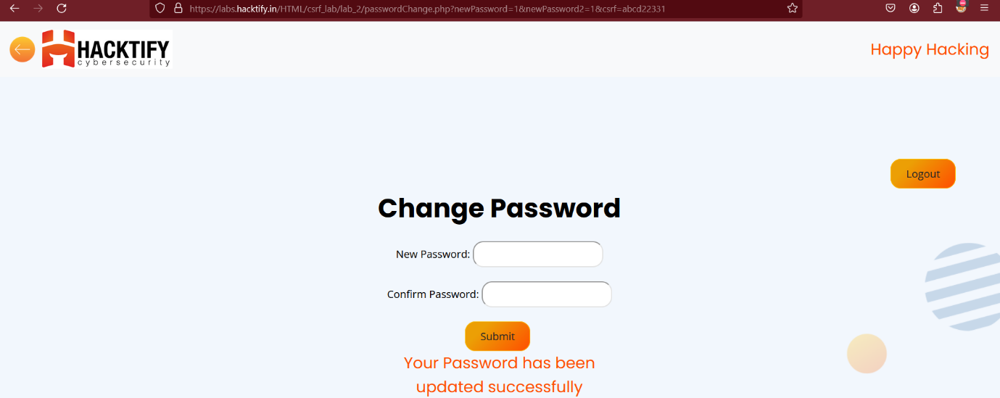 https://labs.hacktify.in/HTML/csrf_lab/lab_2/passwordChange.php?newPassword=1&newPassword2=1&csrf=abcd22331
HACKTIFY
cybersecurity
Happy Hacking
Logout
Change Password
New Password:
Confirm Password:
Submit
Your Password has been
updated successfully